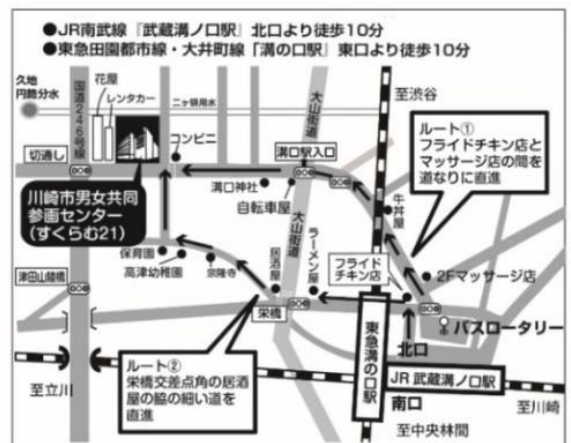 ●JR南武線『武蔵溝ノ口駅』北口より徒歩10分
●東急田園都市線・大井町線「溝の口駅」東口より徒歩10分
久地
円筒分水
国道246号線
花屋
レンタカー
二ヶ領用水
コンビニ
大山街道
至渋谷
ルート①
フライドチキン店と
マッサージ店の間を
道なりに直進
切通し
溝口駅入口
川崎市男女共同
参画センター
(すくらむ21)
溝口神社
自転車屋
牛丼屋
大山街道
ラーメン屋
居酒屋
保育園
高津幼稚園
宗隆寺
フライド
チキン店
2Fマッサージ店
津田山陸橋
栄橋
バスロータリー
北口
東急溝の口駅
ルート②
栄橋交差点角の居酒
屋の脇の細い道を
直進
至立川
JR 武蔵溝ノ口駅
南口
至川崎
至中央林間